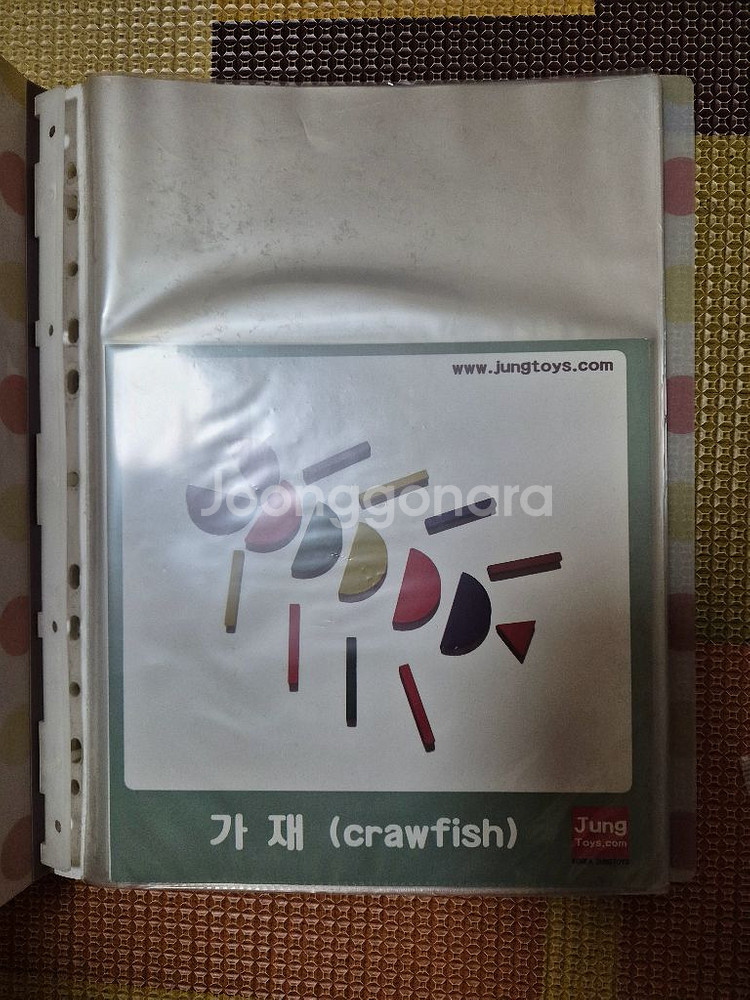 www.jungtoys.com
Joonggonara
가 재 (crawfish)
Jung
Toys.com